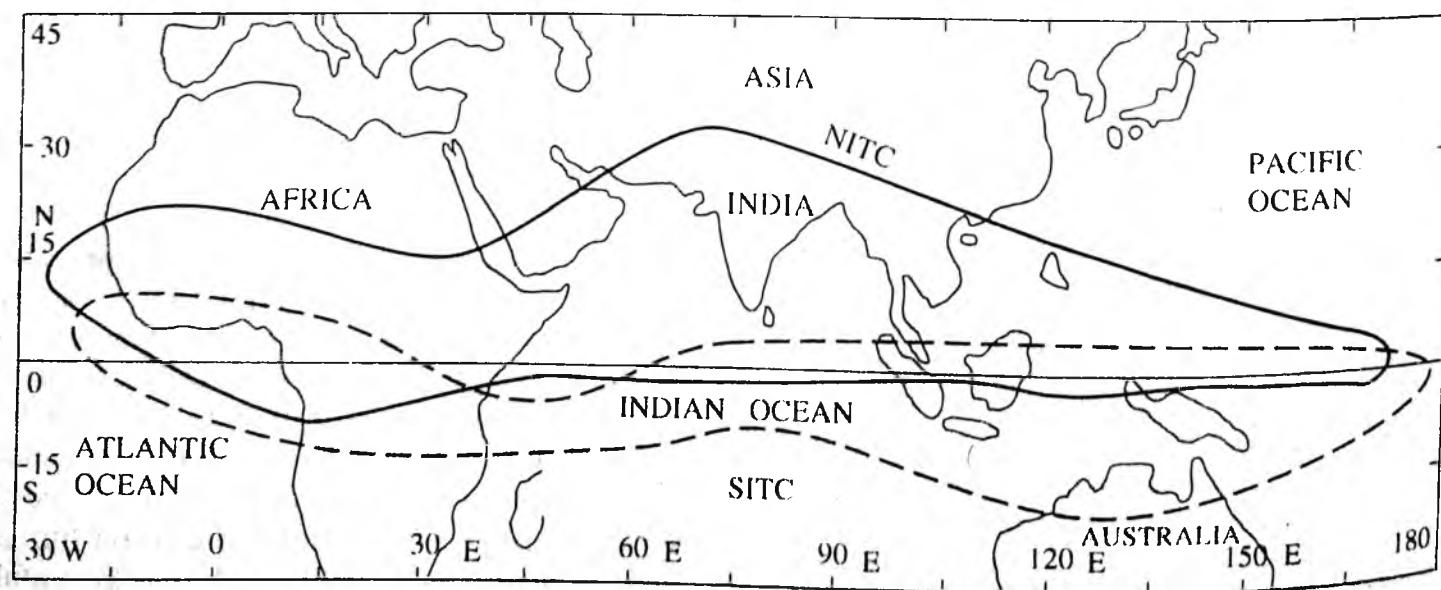 45
ASIA
NITC
30
PACIFIC
OCEAN
AFRICA
INDIA
N
15
0
INDIAN OCEAN
ATLANTIC
OCEAN
15
S
SITC
AUSTRALIA
30 W 0 30 E 60 E 90 E 120 E 150 E 180